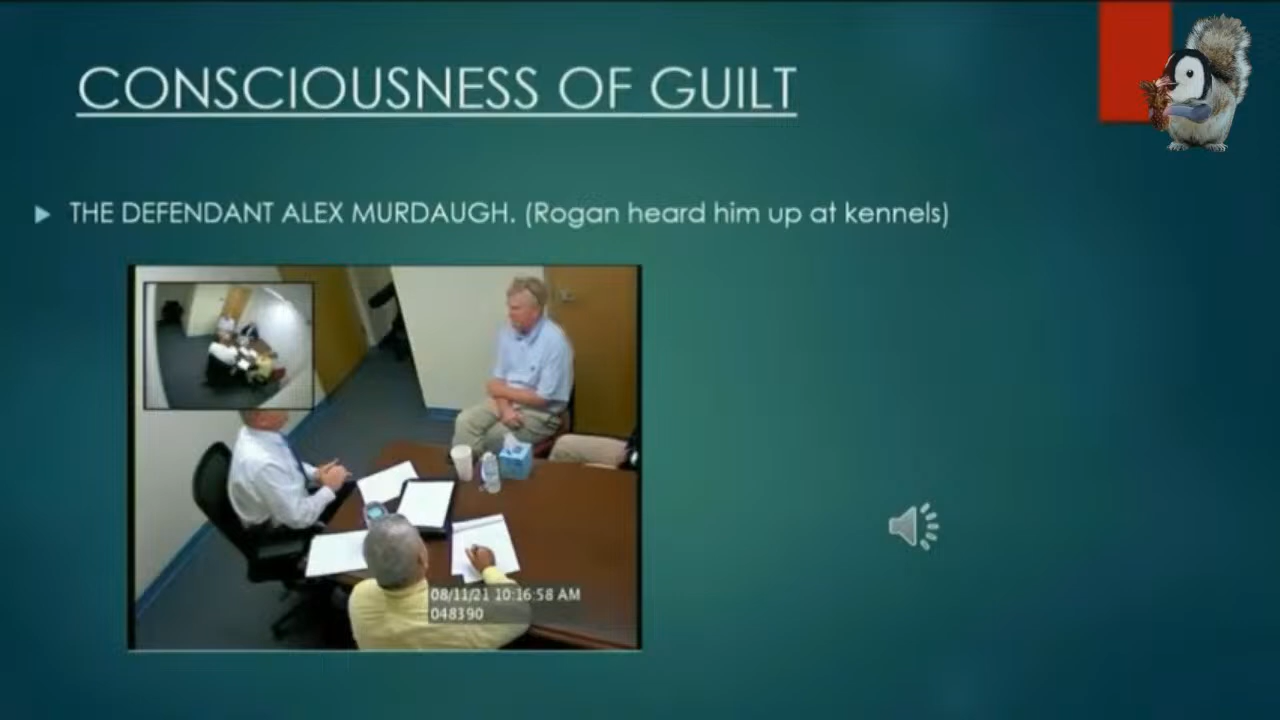 CONSCIOUSNESS OF GUILT
THE DEFENDANT ALEX MURDAUGH. (Rogan heard him up at kennels)
08/11/21 10:16:58 AM
048390